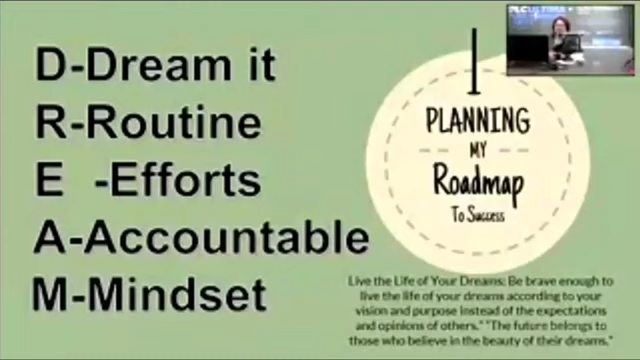 D-Dream it
R-Routine
E -Efforts
A-Accountable
M-Mindset
PLANNING
MY
Roadmap
To Success
Live the Life of Your Dreams: Be brave enough to
live the life of your dreams according to your
vision and purpose instead of the expectations
and opinions of others." "The future belongs to
those who believe in the beauty of their dreams."